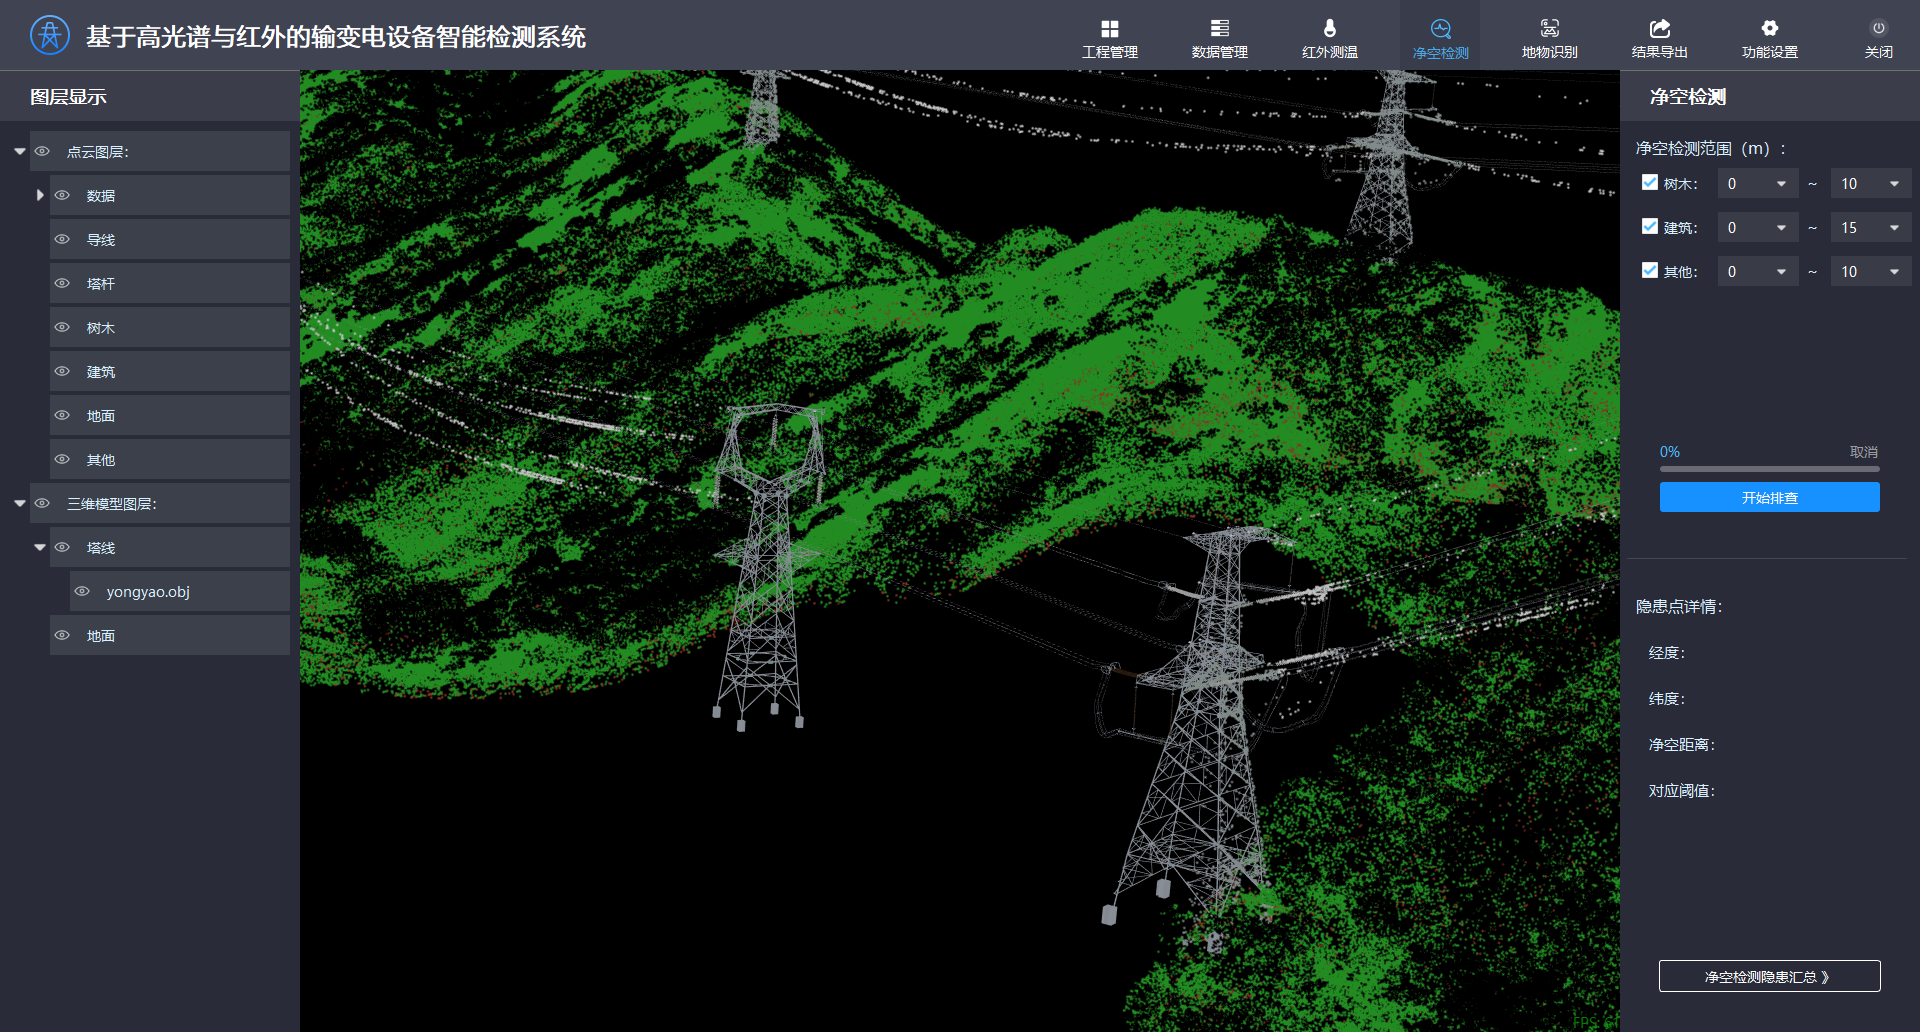 基于高光谱与红外的输变电设备智能检测系统
工程管理
数据管理
红外测温
净空检测
地物识别
结果导出
功能设置
关闭
图层显示
点云图层:
数据
导线
塔杆
树木
建筑
地面
其他
三维模型图层:
塔线
yongyao.obj
地面
净空检测
净空检测范围（m）:
树木: 0 ~ 10
建筑: 0 ~ 15
其他: 0 ~ 10
0% 取消
开始排查
隐患点详情:
经度:
纬度:
净空距离:
对应阈值:
净空检测隐患汇总 》
FPS: 61